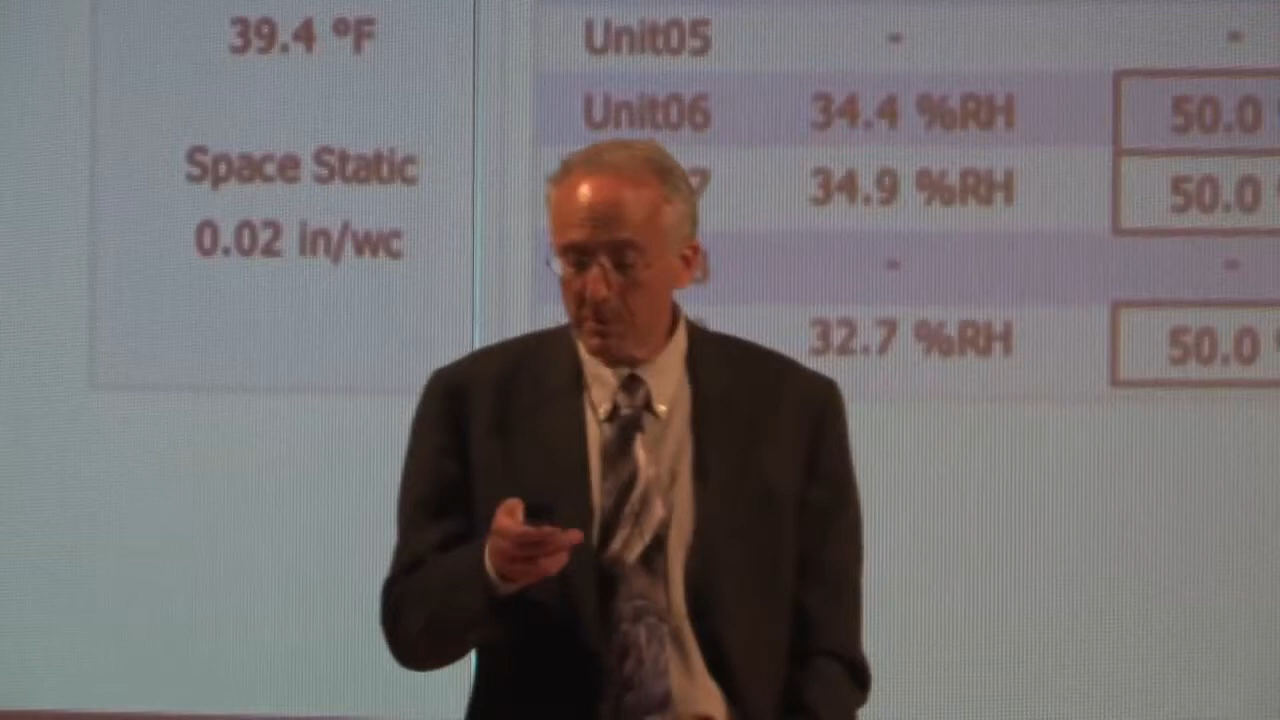 39.4 °F
Space Static
0.02 in/wc
Unit05 - -
Unit06 34.4 %RH 50.0
7 34.9 %RH 50.0
- -
32.7 %RH 50.0